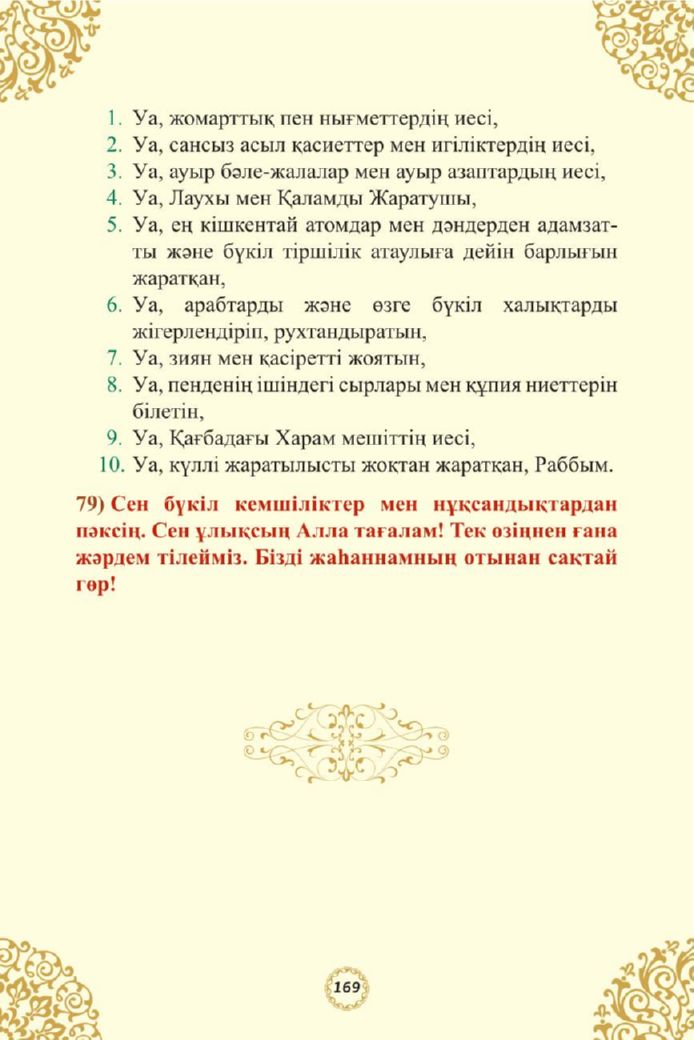 1. Уа, жомарттық пен нығметтердің иесі,
2. Уа, сансыз асыл қасиеттер мен игіліктердің иесі,
3. Уа, ауыр бәле-жалалар мен ауыр азаптардың иесі,
4. Уа, Лаухы мен Қаламды Жаратушы,
5. Уа, ең кішкентай атомдар мен дәндерден адамзат-
ты және бүкіл тіршілік атаулыға дейін барлығын
жаратқан,
6. Уа, арабтарды және өзге бүкіл халықтарды
жігерлендіріп, рухтандыратын,
7. Уа, зиян мен қасіретті жоятын,
8. Уа, пенденің ішіндегі сырлары мен құпия ниеттерін
білетін,
9. Уа, Қағбадағы Харам мешіттің иесі,
10. Уа, күллі жаратылысты жоқтан жаратқан, Раббым.
79) Сен бүкіл кемшіліктер мен нұқсандықтардан
пәксің. Сен ұлықсың Алла тағалам! Тек өзіңнен ғана
жәрдем тілейміз. Бізді жаһаннамның отынан сақтай
гөр!
169